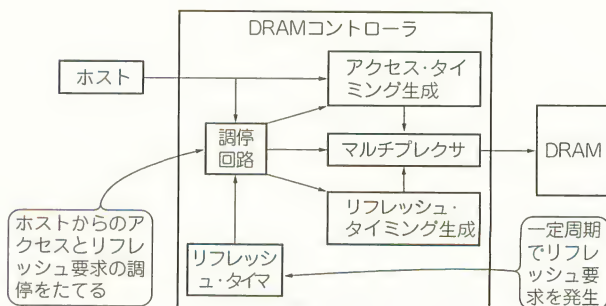 DRAMコントローラ
ホスト
アクセス・タイ
ミング生成
調停
回路
マルチプレクサ
DRAM
リフレッシュ・
タイミング生成
ホストからのア
クセスとリフレ
ッシュ要求の調
停をたてる
リフレッシ
ュ・タイマ
一定周期
でリフレ
ッシュ要
求を発生